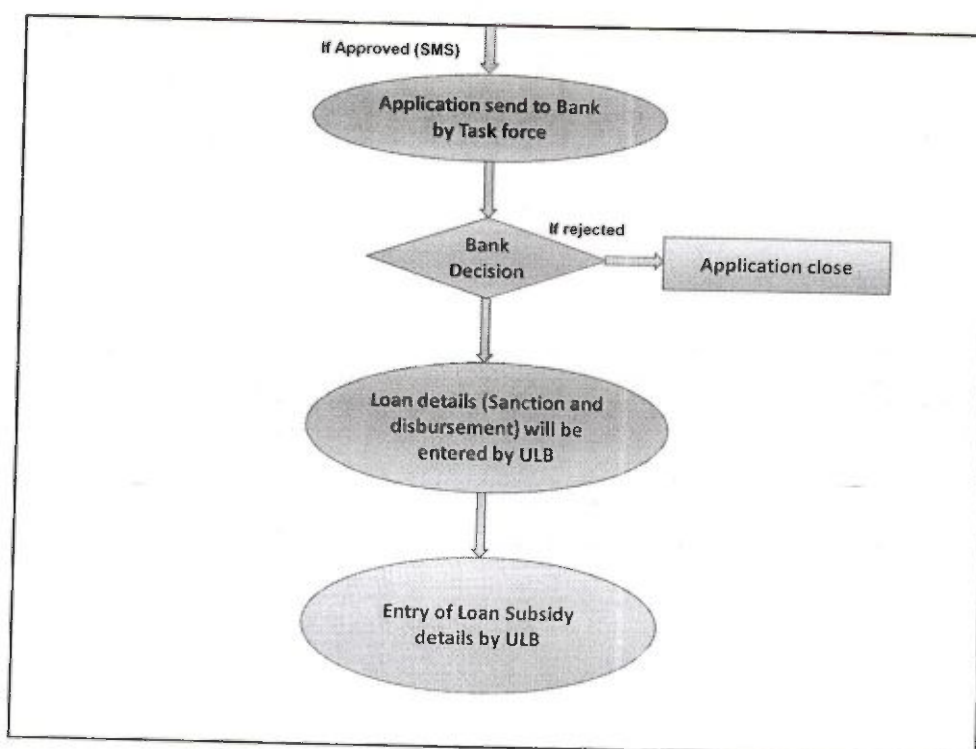 If Approved (SMS)
Application send to Bank
by Task force
If rejected
Bank
Decision
Application close
Loan details (Sanction and
disbursement) will be
entered by ULB
Entry of Loan Subsidy
details by ULB